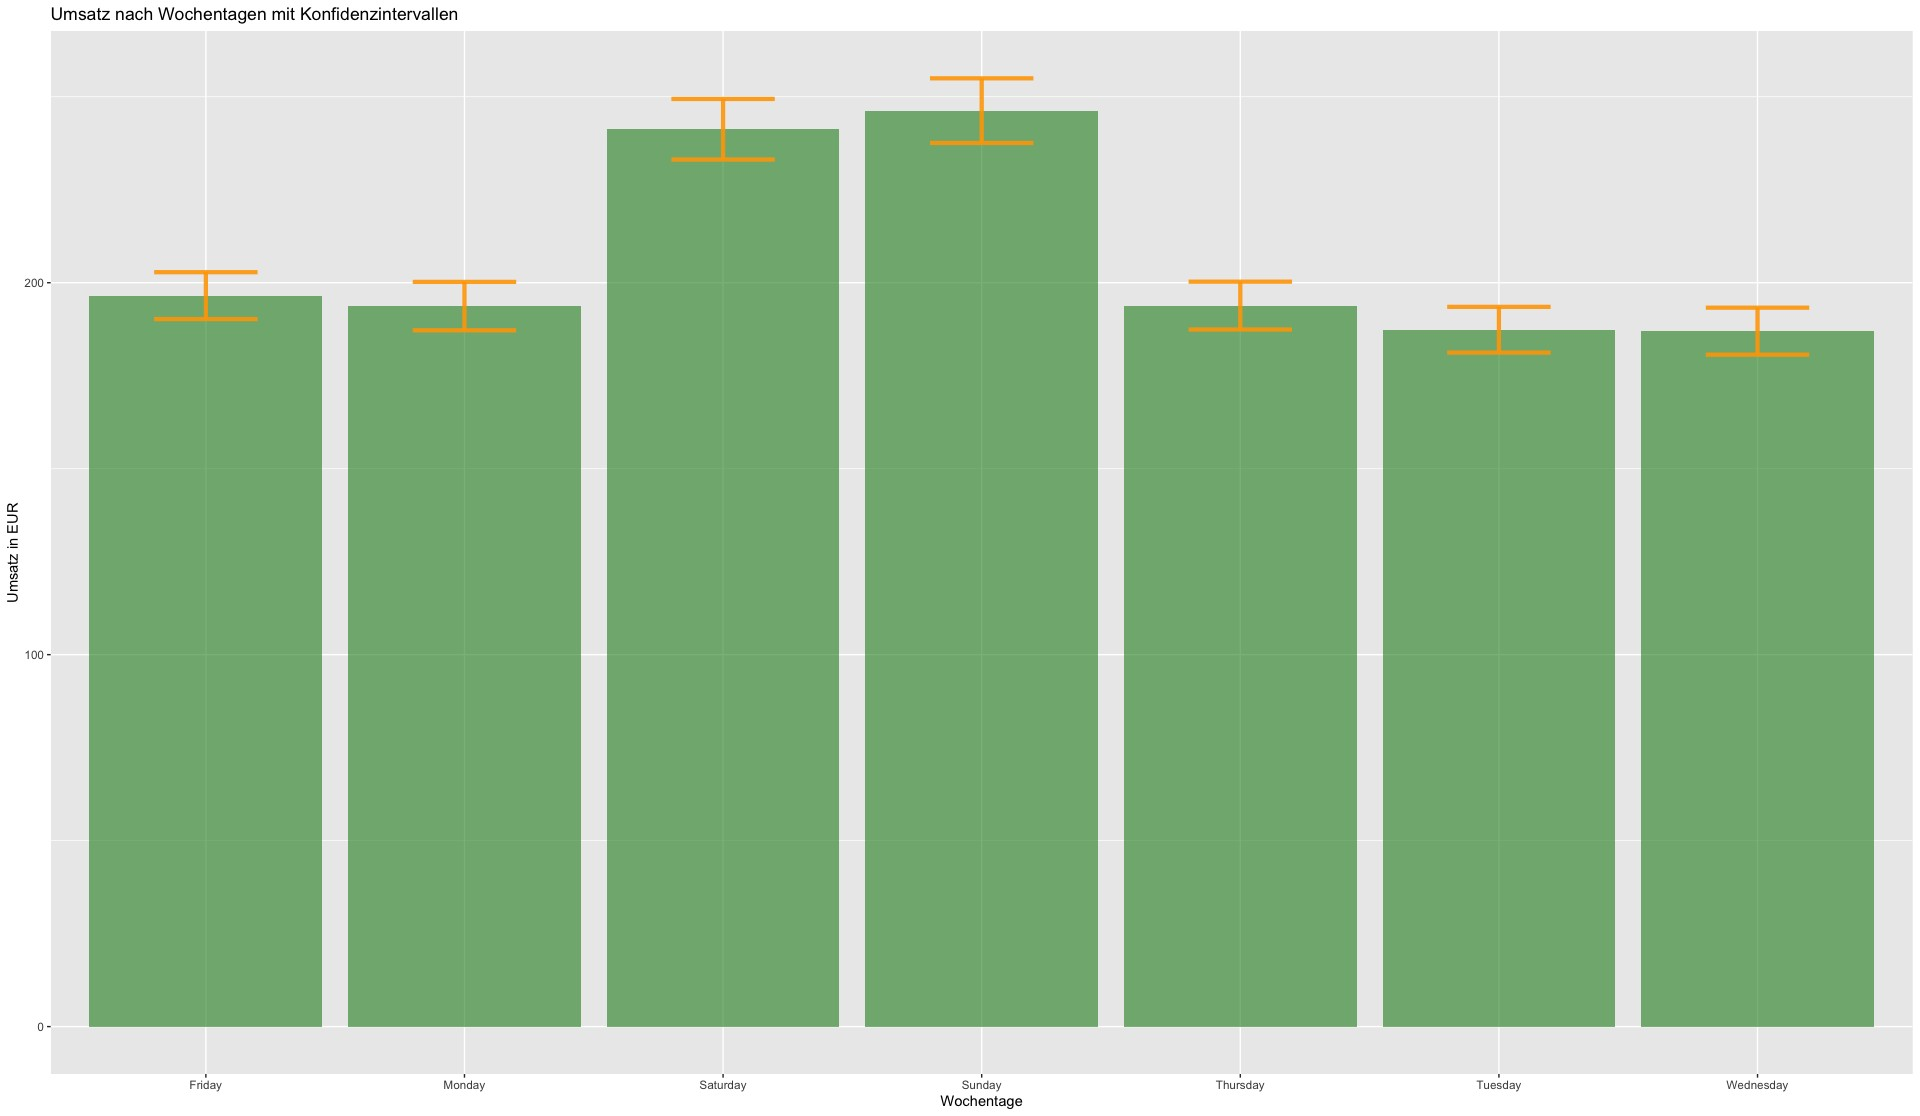 Umsatz nach Wochentagen mit Konfidenzintervallen
Umsatz in EUR
200
100
0
Friday
Monday
Saturday
Sunday
Thursday
Tuesday
Wednesday
Wochentage